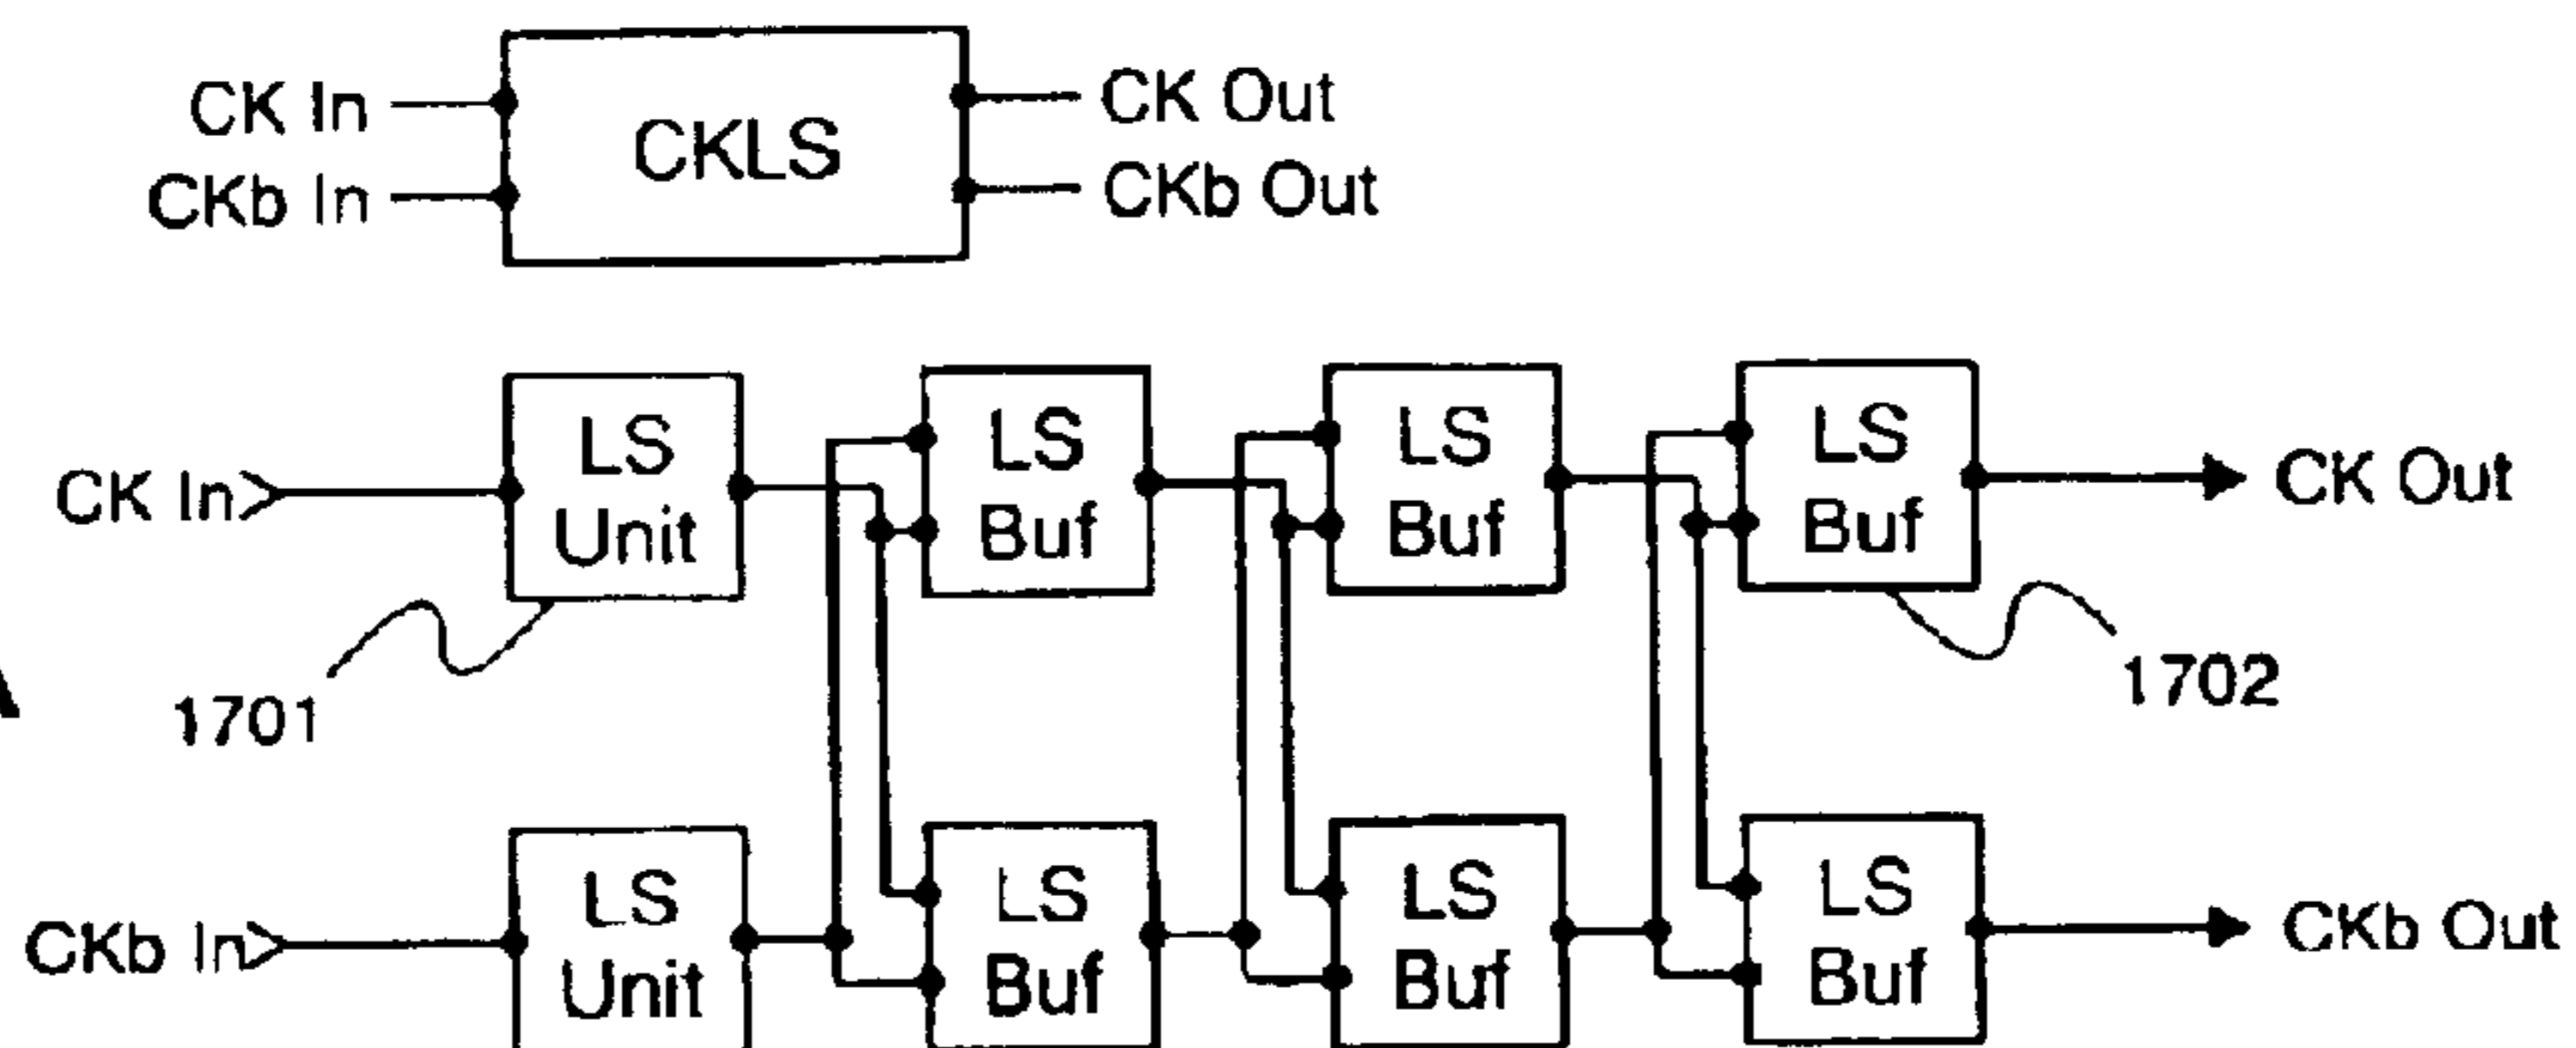 CK In
CKb In
CKLS
CK Out
CKb Out
CK In
LS
Unit
LS
Buf
LS
Buf
LS
Buf
CK Out
1701
1702
A
CKb In
LS
Unit
LS
Buf
LS
Buf
LS
Buf
CKb Out